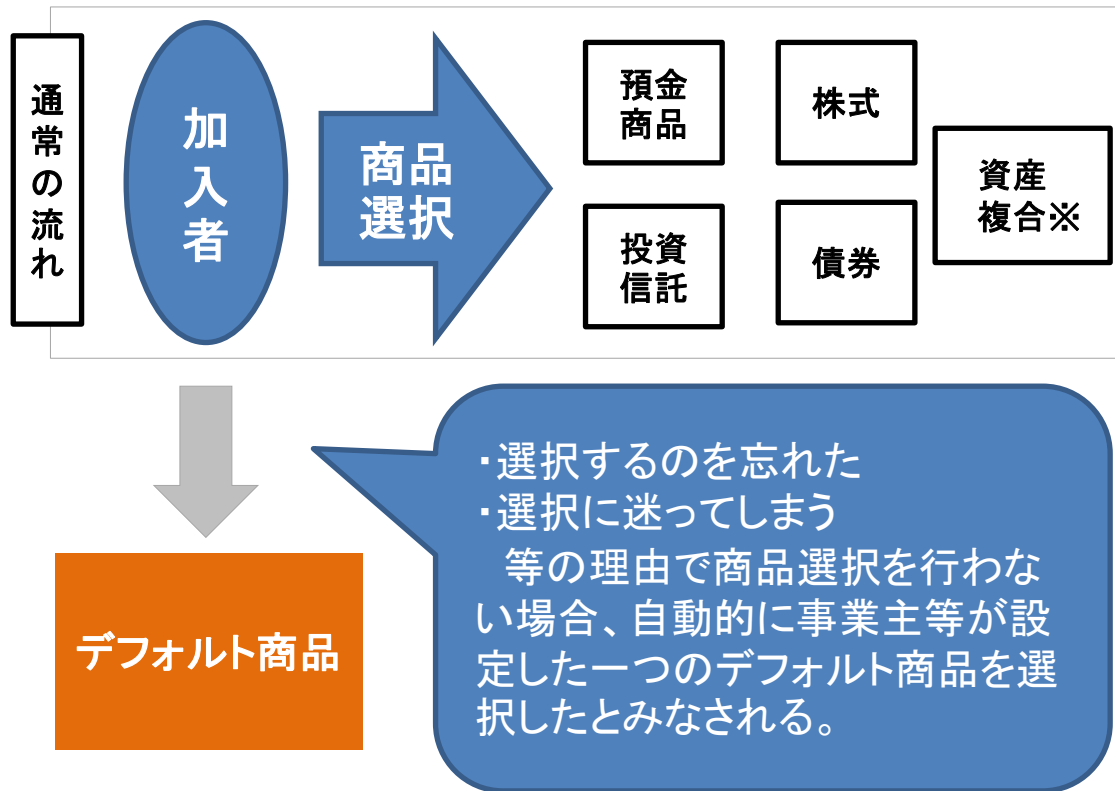 通常の流れ
加入者
商品
選択
預金
商品
株式
投資
信託
債券
資産
複合※
・選択するのを忘れた
・選択に迷ってしまう
等の理由で商品選択を行わな
い場合、自動的に事業主等が設
定した一つのデフォルト商品を選
択したとみなされる。
デフォルト商品